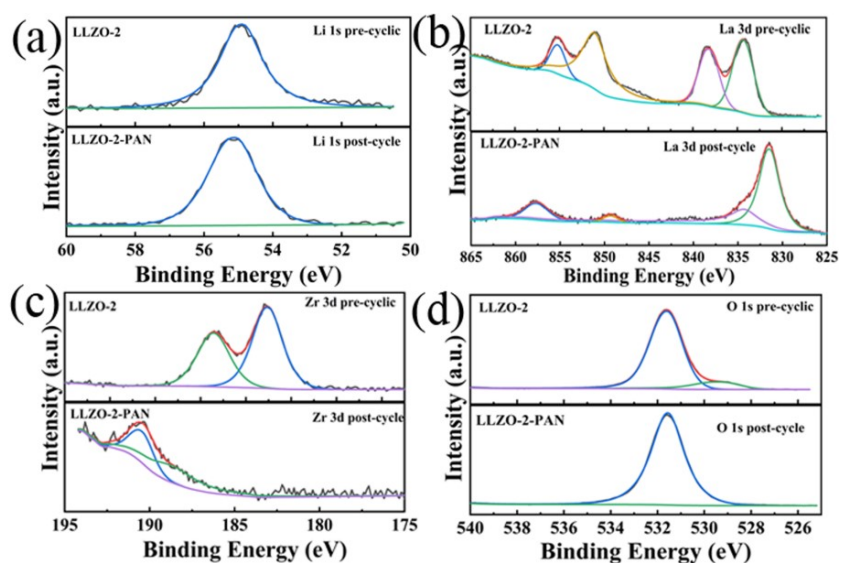 (a)
LLZO-2
Li 1s pre-cyclic
LLZO-2-PAN
Li 1s post-cycle
Intensity (a.u.)
60 58 56 54 52 50
Binding Energy (eV)
(b)
LLZO-2
La 3d pre-cyclic
LLZO-2-PAN
La 3d post-cycle
Intensity (a.u.)
865 860 855 850 845 840 835 830 825
Binding Energy (eV)
(c)
LLZO-2
Zr 3d pre-cyclic
LLZO-2-PAN
Zr 3d post-cycle
Intensity (a.u.)
195 190 185 180 175
Binding Energy (eV)
(d)
LLZO-2
O 1s pre-cyclic
LLZO-2-PAN
O 1s post-cycle
Intensity (a.u.)
540 538 536 534 532 530 528 526
Binding Energy (eV)